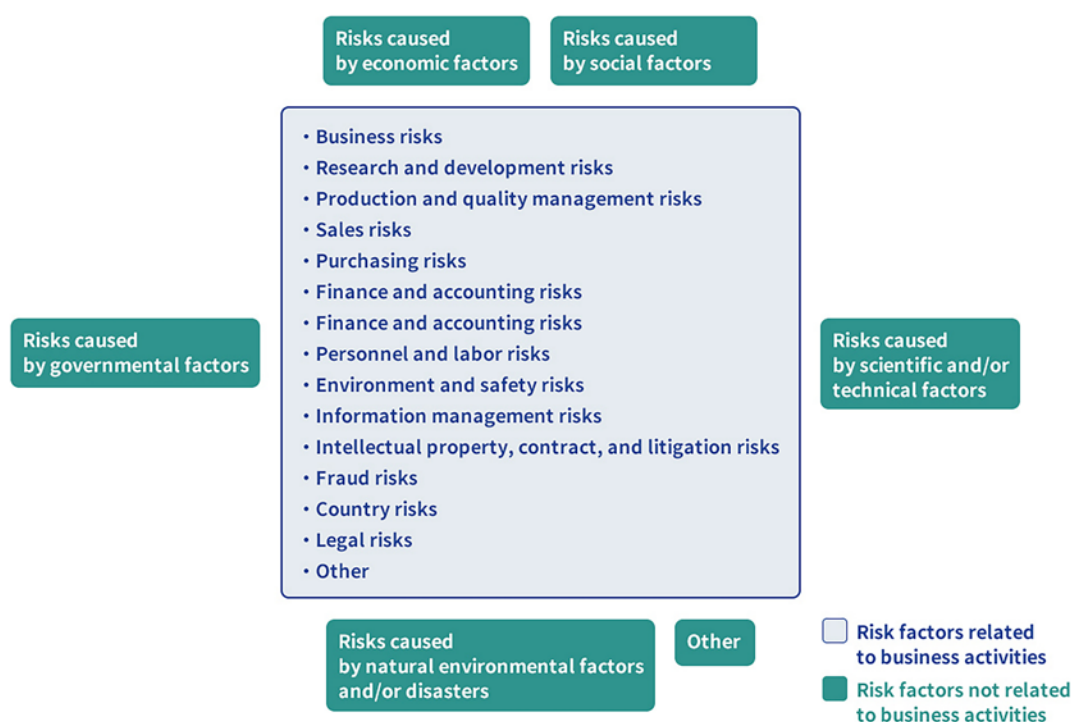 Risks caused
by economic factors
Risks caused
by social factors
・Business risks
・Research and development risks
・Production and quality management risks
・Sales risks
・Purchasing risks
・Finance and accounting risks
・Finance and accounting risks
・Personnel and labor risks
・Environment and safety risks
・Information management risks
・Intellectual property, contract, and litigation risks
・Fraud risks
・Country risks
・Legal risks
・Other
Risks caused
by governmental factors
Risks caused
by scientific and/or
technical factors
Risks caused
by natural environmental factors
and/or disasters
Other
Risk factors related
to business activities
Risk factors not related
to business activities